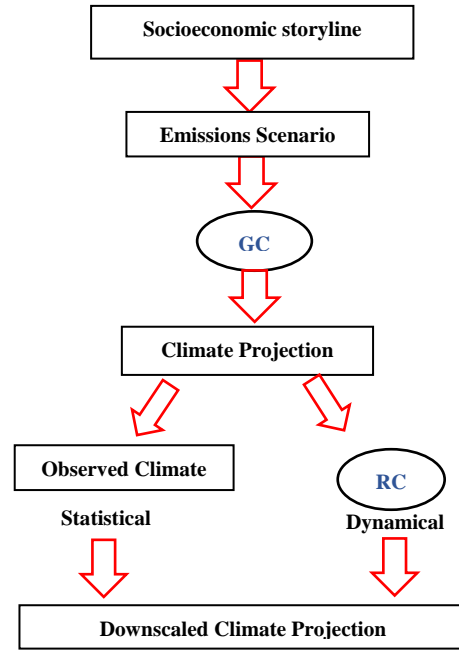 Socioeconomic storyline
Emissions Scenario
GC
Climate Projection
Observed Climate
RC
Statistical
Dynamical
Downscaled Climate Projection